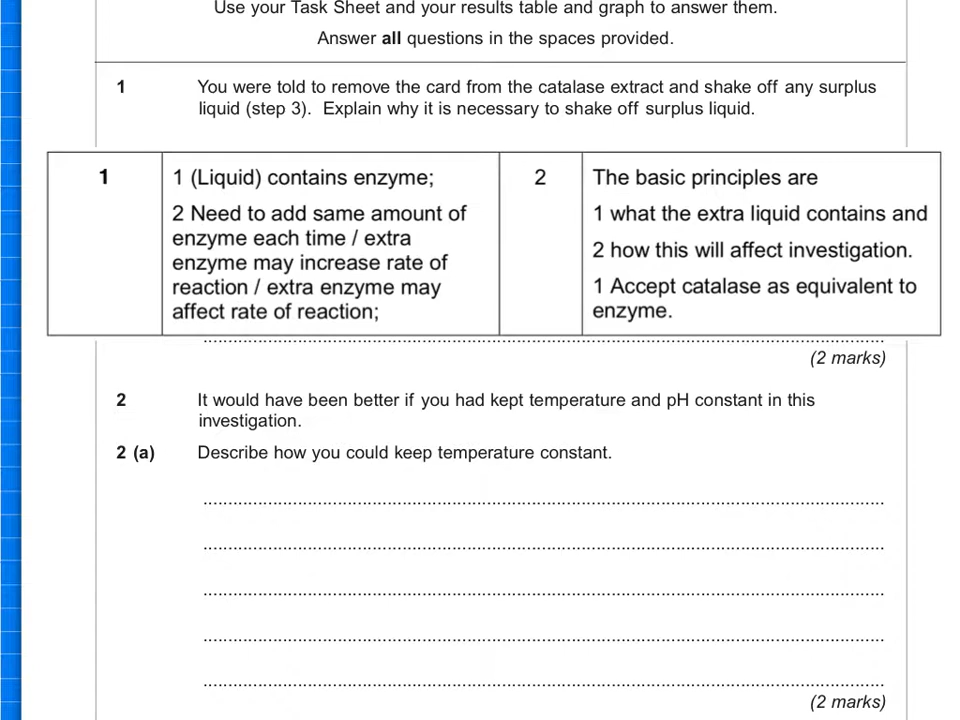 Use your Task Sheet and your results table and graph to answer them.
Answer all questions in the spaces provided.
1 You were told to remove the card from the catalase extract and shake off any surplus
liquid (step 3). Explain why it is necessary to shake off surplus liquid.
1 1 (Liquid) contains enzyme; 2 The basic principles are
2 Need to add same amount of 1 what the extra liquid contains and
enzyme each time / extra 2 how this will affect investigation.
enzyme may increase rate of 1 Accept catalase as equivalent to
reaction / extra enzyme may enzyme.
affect rate of reaction;
(2 marks)
2 It would have been better if you had kept temperature and pH constant in this
investigation.
2 (a) Describe how you could keep temperature constant.
(2 marks)